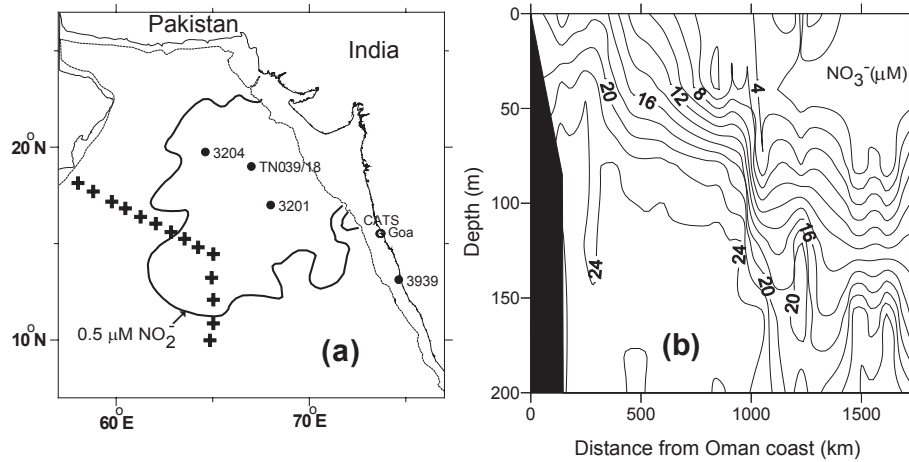 Pakistan
India
20°N
10°N
60°E
70°E
3204
TN039/18
3201
CATS
Goa
3939
0.5 μM NO₂⁻
(a)
0
50
100
150
200
Depth (m)
NO₃⁻(μM)
20
16
12
8
4
24
24
20
20
16
(b)
0
500
1000
1500
Distance from Oman coast (km)